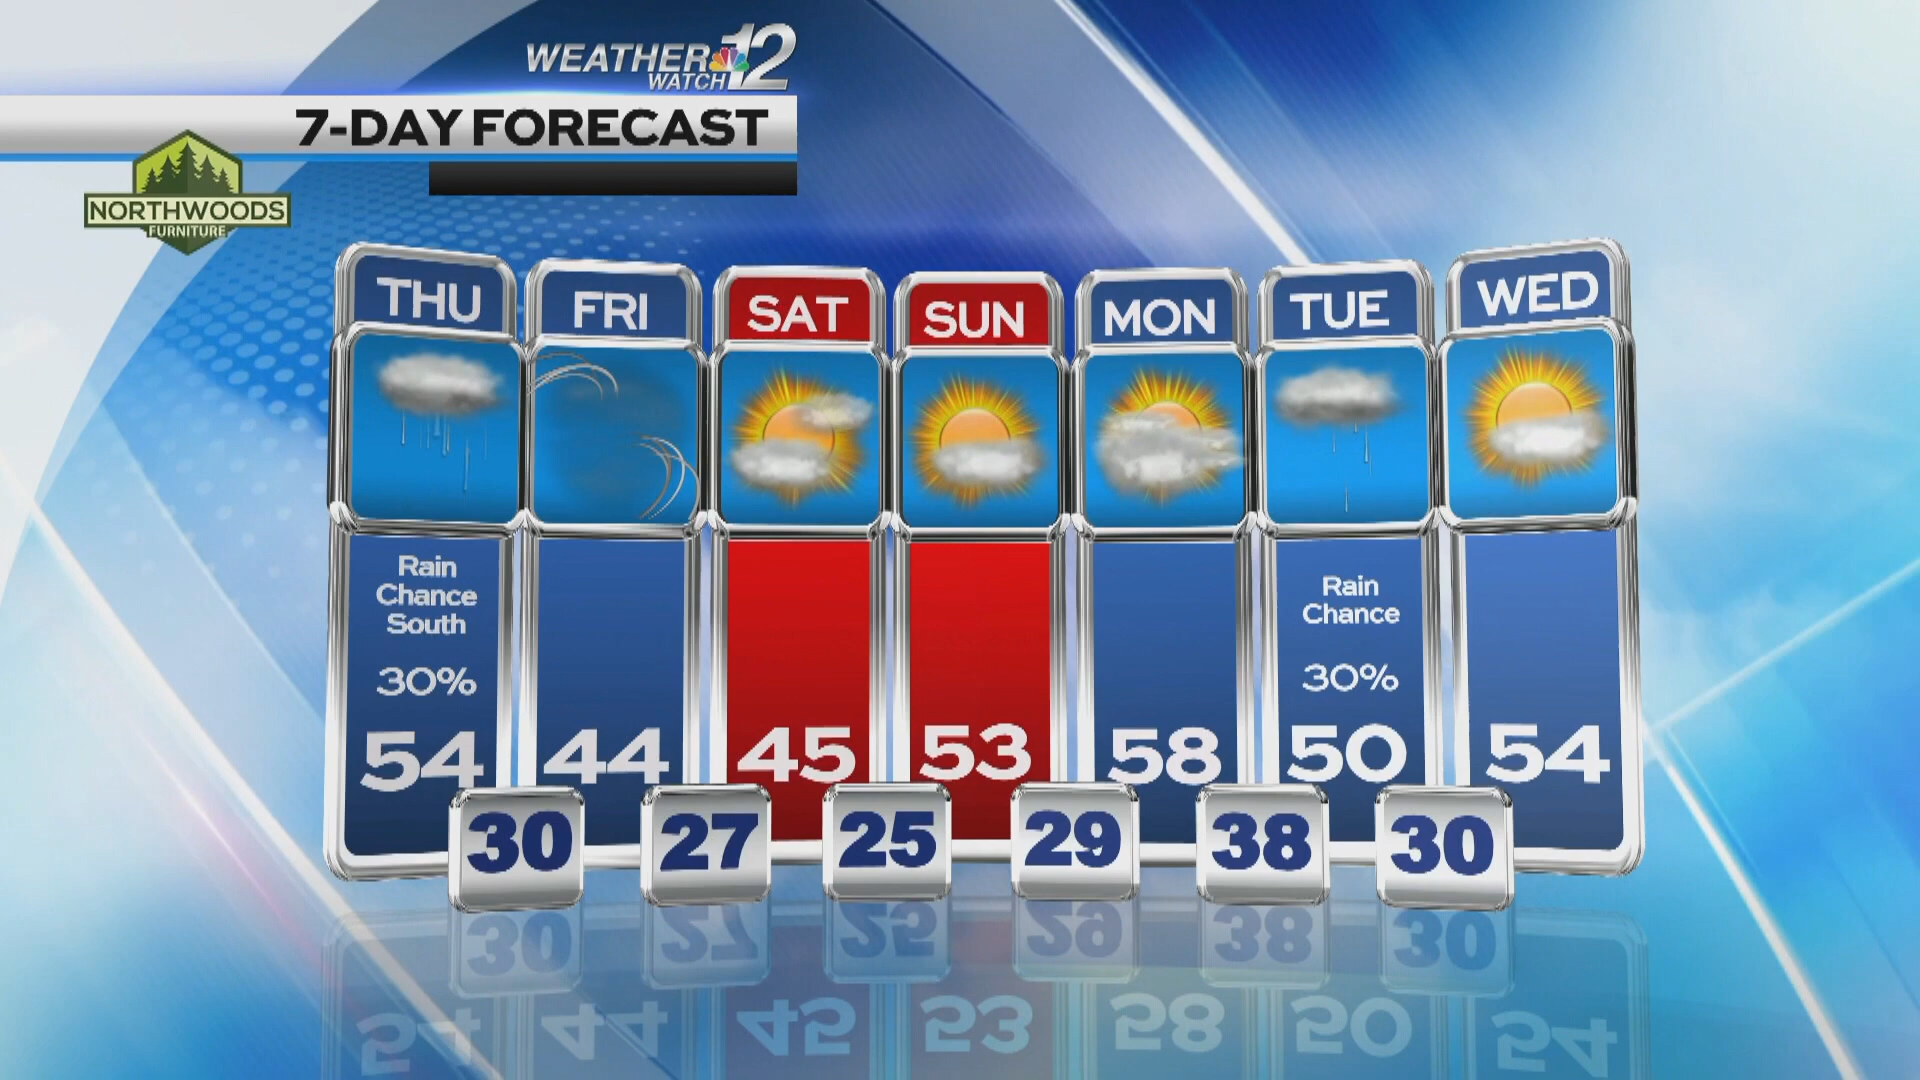 WEATHER 12
WATCH
7-DAY FORECAST
NORTHWOODS
FURNITURE
THU FRI SAT SUN MON TUE WED
Rain
Chance
South
30%
Rain
Chance
30%
54 44 45 53 58 50 54
30 27 25 29 38 30